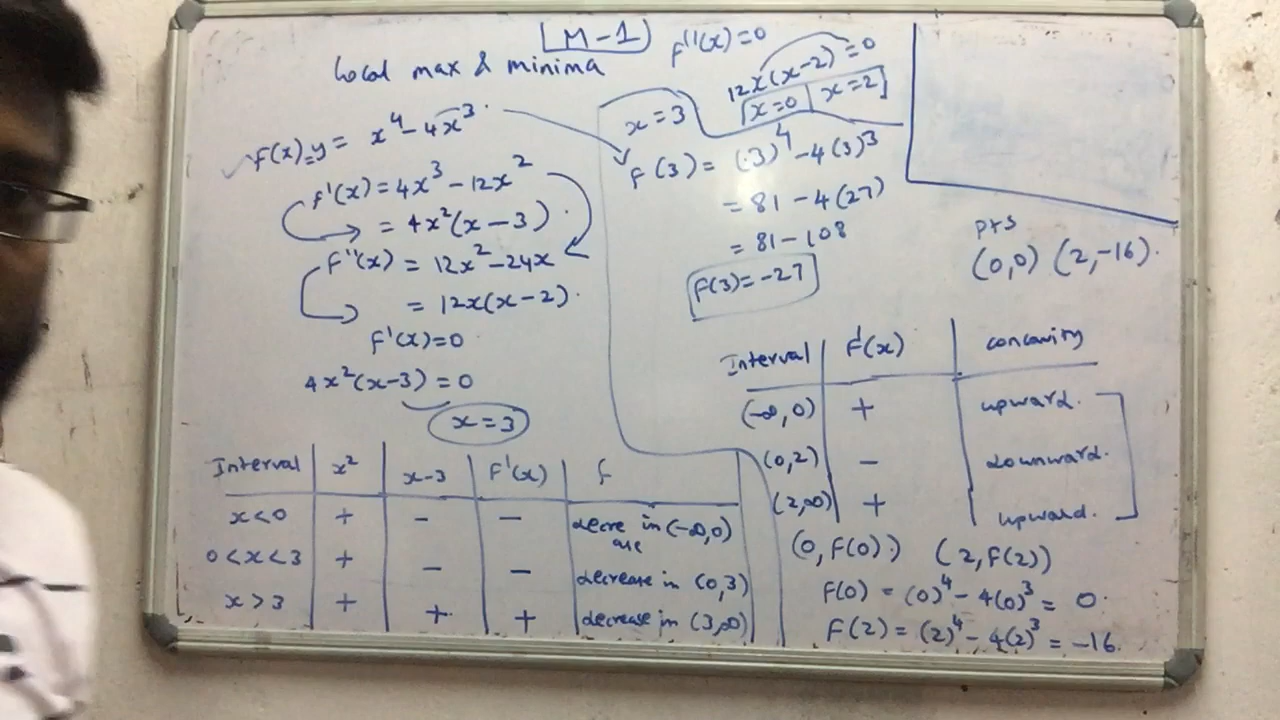 [M-1]
Local max & minima
f(x)=y = x⁴-4x³
f'(x) = 4x³-12x²
= 4x²(x-3)
f''(x) = 12x²-24x
= 12x(x-2)
f'(x)=0
4x²(x-3)=0
x=3
Interval | x² | x-3 | f'(x) | f
x<0 | + | - | - | decre in (-∞,0)
ase
0<x<3 | + | - | - | decrease in (0,3)
x>3 | + | + | + | decrease in (3,∞)
f''(x)=0
12x(x-2)=0
x=0 | x=2
x=3
f(3) = (3)⁴-4(3)³
= 81-4(27)
= 81-108
f(3)=-27
pts
(0,0) (2,-16).
Interval | f'(x) | concavity
(-∞,0) | + | upward.
(0,2) | - | downward.
(2,∞) | + | upward.
(0,f(0)) (2,f(2))
f(0) = (0)⁴-4(0)³ = 0.
f(2) = (2)⁴-4(2)³ = -16.